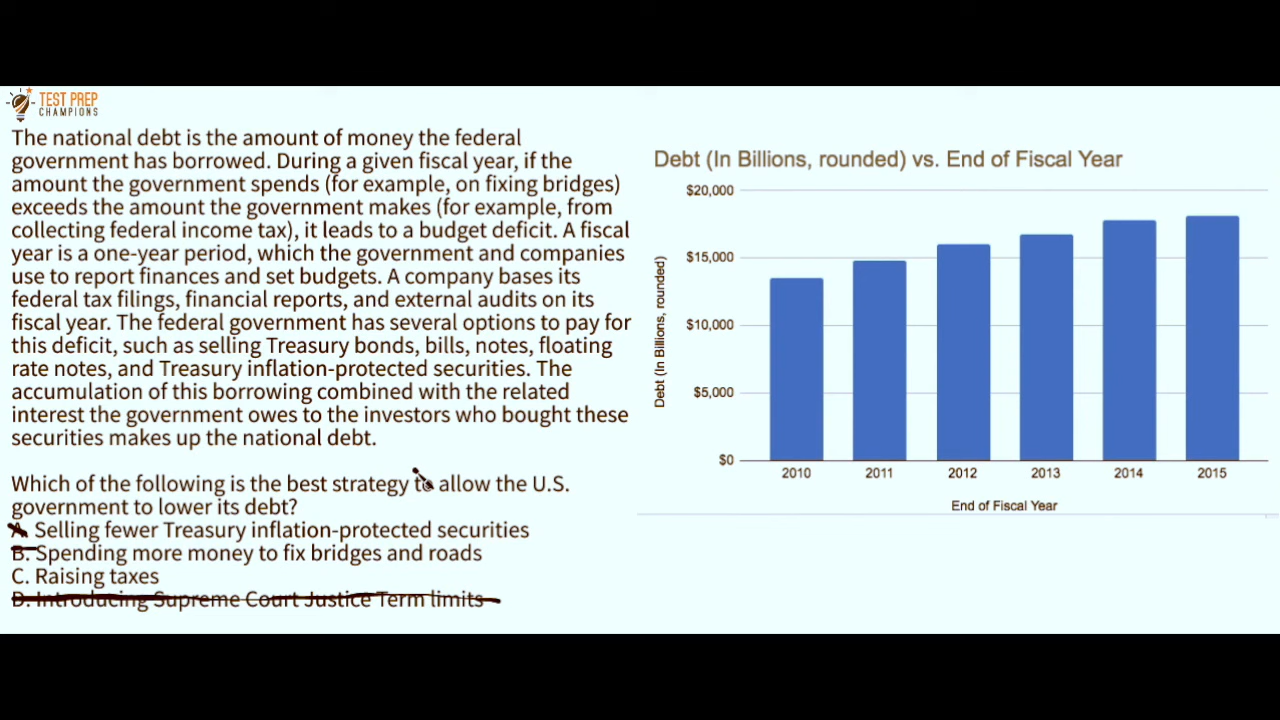 TEST PREP
CHAMPIONS
The national debt is the amount of money the federal
government has borrowed. During a given fiscal year, if the
amount the government spends (for example, on fixing bridges)
exceeds the amount the government makes (for example, from
collecting federal income tax), it leads to a budget deficit. A fiscal
year is a one-year period, which the government and companies
use to report finances and set budgets. A company bases its
federal tax filings, financial reports, and external audits on its
fiscal year. The federal government has several options to pay for
this deficit, such as selling Treasury bonds, bills, notes, floating
rate notes, and Treasury inflation-protected securities. The
accumulation of this borrowing combined with the related
interest the government owes to the investors who bought these
securities makes up the national debt.
Which of the following is the best strategy to allow the U.S.
government to lower its debt?
A. Selling fewer Treasury inflation-protected securities
B. Spending more money to fix bridges and roads
C. Raising taxes
D. Introducing Supreme Court Justice Term limits
Debt (In Billions, rounded) vs. End of Fiscal Year
Debt (In Billions, rounded)
$20,000
$15,000
$10,000
$5,000
$0
2010 2011 2012 2013 2014 2015
End of Fiscal Year